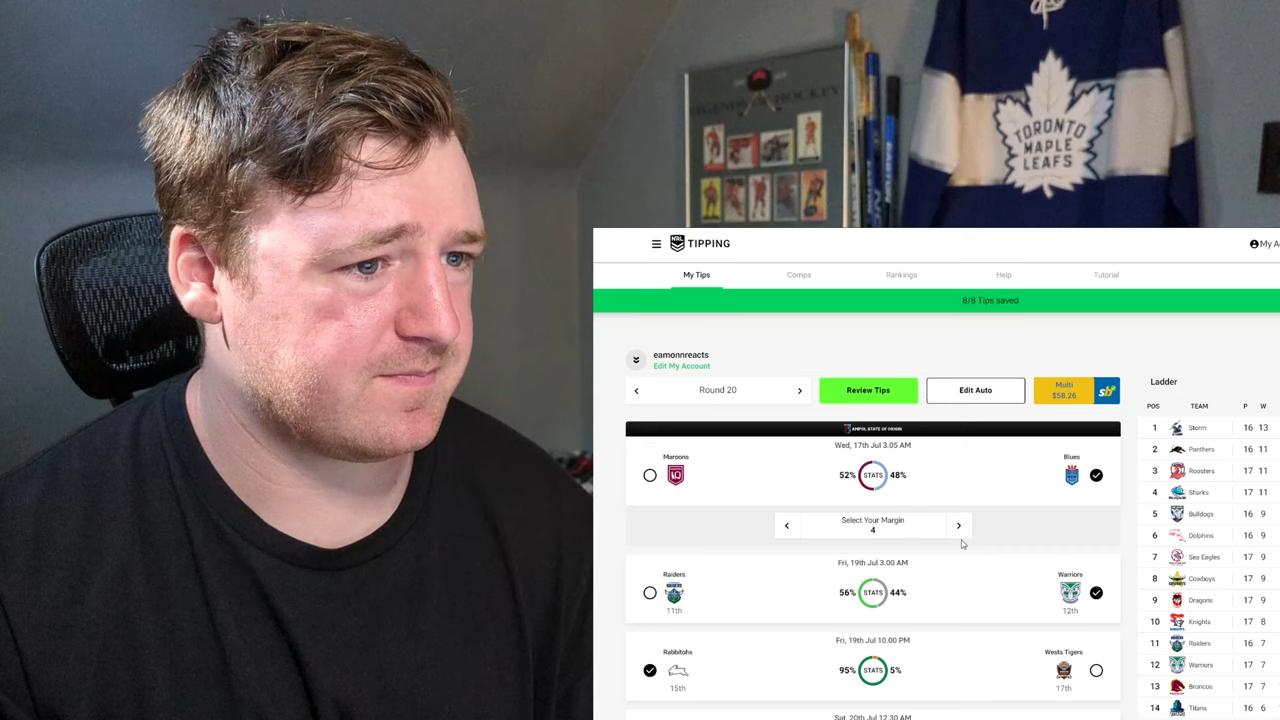 LEGENDS OF HOCKEY
TORONTO
MAPLE
LEAFS
NRL
TIPPING
My A
My Tips
Comps
Rankings
Help
Tutorial
8/8 Tips saved
eamonnreacts
Edit My Account
Round 20
Review Tips
Edit Auto
Multi
$58.26
sb
AMPOL STATE OF ORIGIN
Wed, 17th Jul 3.05 AM
Maroons
52%
STATS
48%
Blues
Select Your Margin
4
Fri, 19th Jul 3.00 AM
Raiders
11th
56%
STATS
44%
Warriors
12th
Fri, 19th Jul 10.00 PM
Rabbitohs
15th
95%
STATS
5%
Wests Tigers
17th
Sat, 20th Jul 12.30 AM
Ladder
POS TEAM P W
1 Storm 16 13
2 Panthers 16 11
3 Roosters 17 11
4 Sharks 17 11
5 Bulldogs 16 9
6 Dolphins 16 9
7 Sea Eagles 17 9
8 Cowboys 17 9
9 Dragons 17 9
10 Knights 17 8
11 Raiders 16 7
12 Warriors 17 7
13 Broncos 17 7
14 Titans 16 6